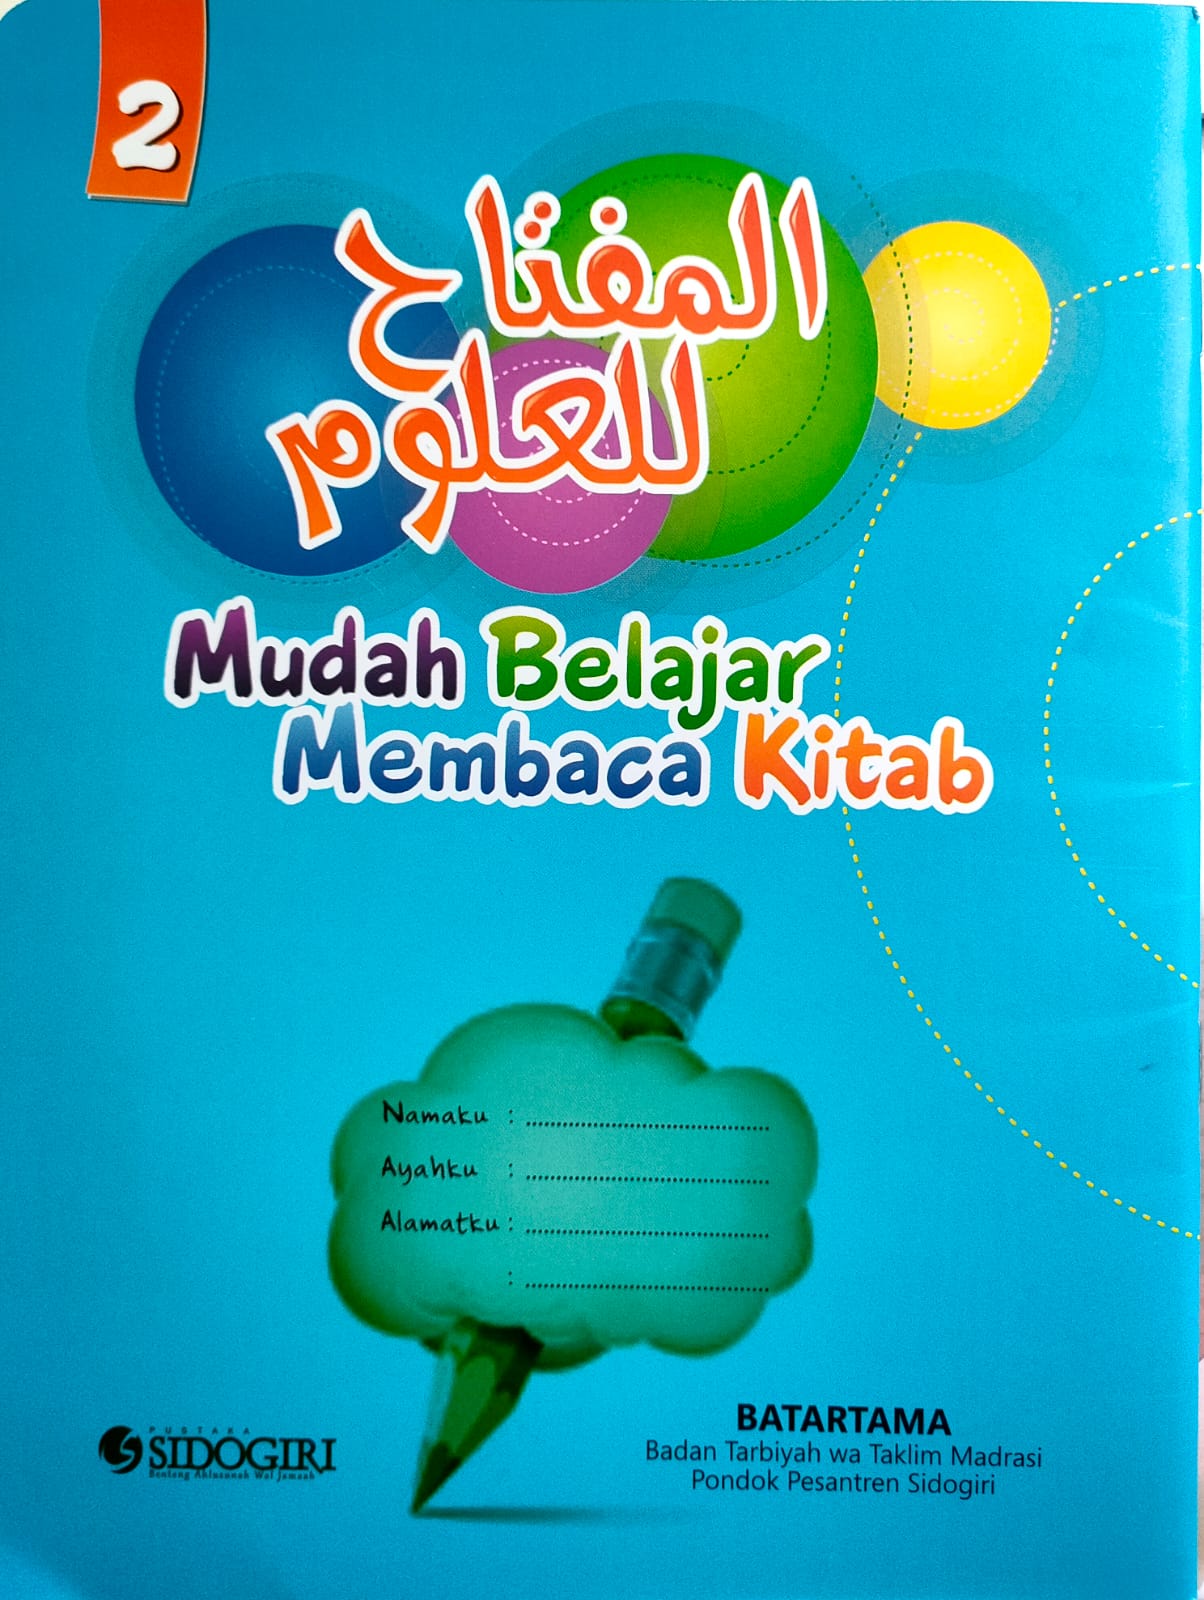 2
المفتاح
للعلوم
Mudah Belajar
Membaca Kitab
Namaku : ........................
Ayahku : ........................
Alamatku : ........................
: ........................
PUSTAKA
SIDOGIRI
Benteng Ahlusunah Wal Jamaah
BATARTAMA
Badan Tarbiyah wa Taklim Madrasi
Pondok Pesantren Sidogiri